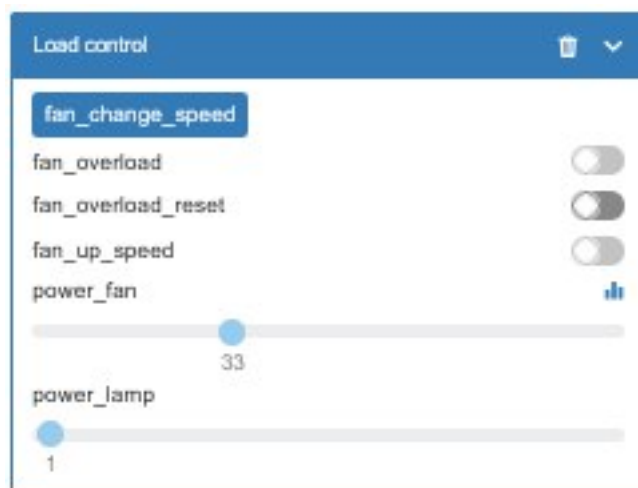 Load control
fan_change_speed
fan_overload
fan_overload_reset
fan_up_speed
power_fan
33
power_lamp
1